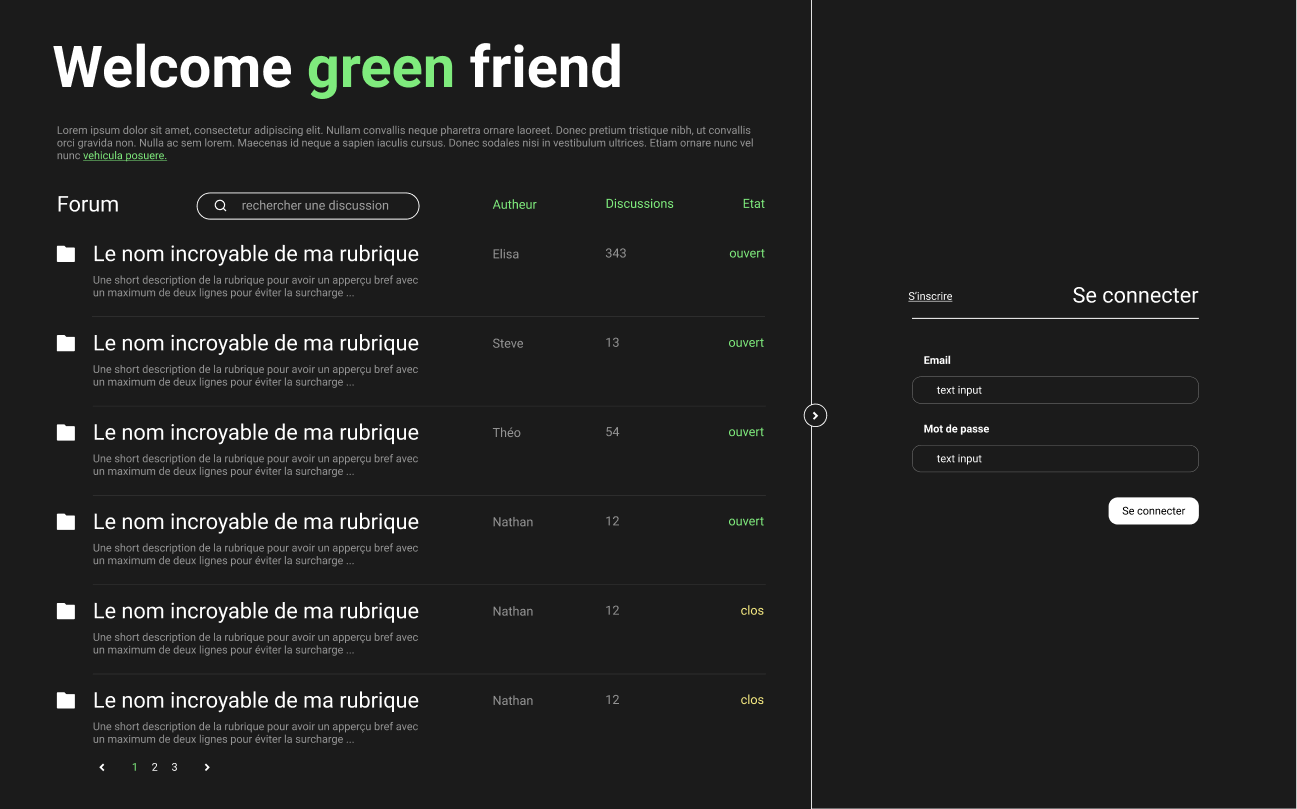 Welcome green friend
Lorem ipsum dolor sit amet, consectetur adipiscing elit. Nullam convallis neque pharetra ornare laoreet. Donec pretium tristique nibh, ut convallis
orci gravida non. Nulla ac sem lorem. Maecenas id neque a sapien iaculis cursus. Donec sodales nisi in vestibulum ultrices. Etiam ornare nunc vel
nunc vehicula posuere.
Forum rechercher une discussion Autheur Discussions Etat
Le nom incroyable de ma rubrique Elisa 343 ouvert
Une short description de la rubrique pour avoir un apperçu bref avec
un maximum de deux lignes pour éviter la surcharge ...
Le nom incroyable de ma rubrique Steve 13 ouvert
Une short description de la rubrique pour avoir un apperçu bref avec
un maximum de deux lignes pour éviter la surcharge ...
Le nom incroyable de ma rubrique Théo 54 ouvert
Une short description de la rubrique pour avoir un apperçu bref avec
un maximum de deux lignes pour éviter la surcharge ...
Le nom incroyable de ma rubrique Nathan 12 ouvert
Une short description de la rubrique pour avoir un apperçu bref avec
un maximum de deux lignes pour éviter la surcharge ...
Le nom incroyable de ma rubrique Nathan 12 clos
Une short description de la rubrique pour avoir un apperçu bref avec
un maximum de deux lignes pour éviter la surcharge ...
Le nom incroyable de ma rubrique Nathan 12 clos
Une short description de la rubrique pour avoir un apperçu bref avec
un maximum de deux lignes pour éviter la surcharge ...
1 2 3
S'inscrire Se connecter
Email
text input
Mot de passe
text input
Se connecter